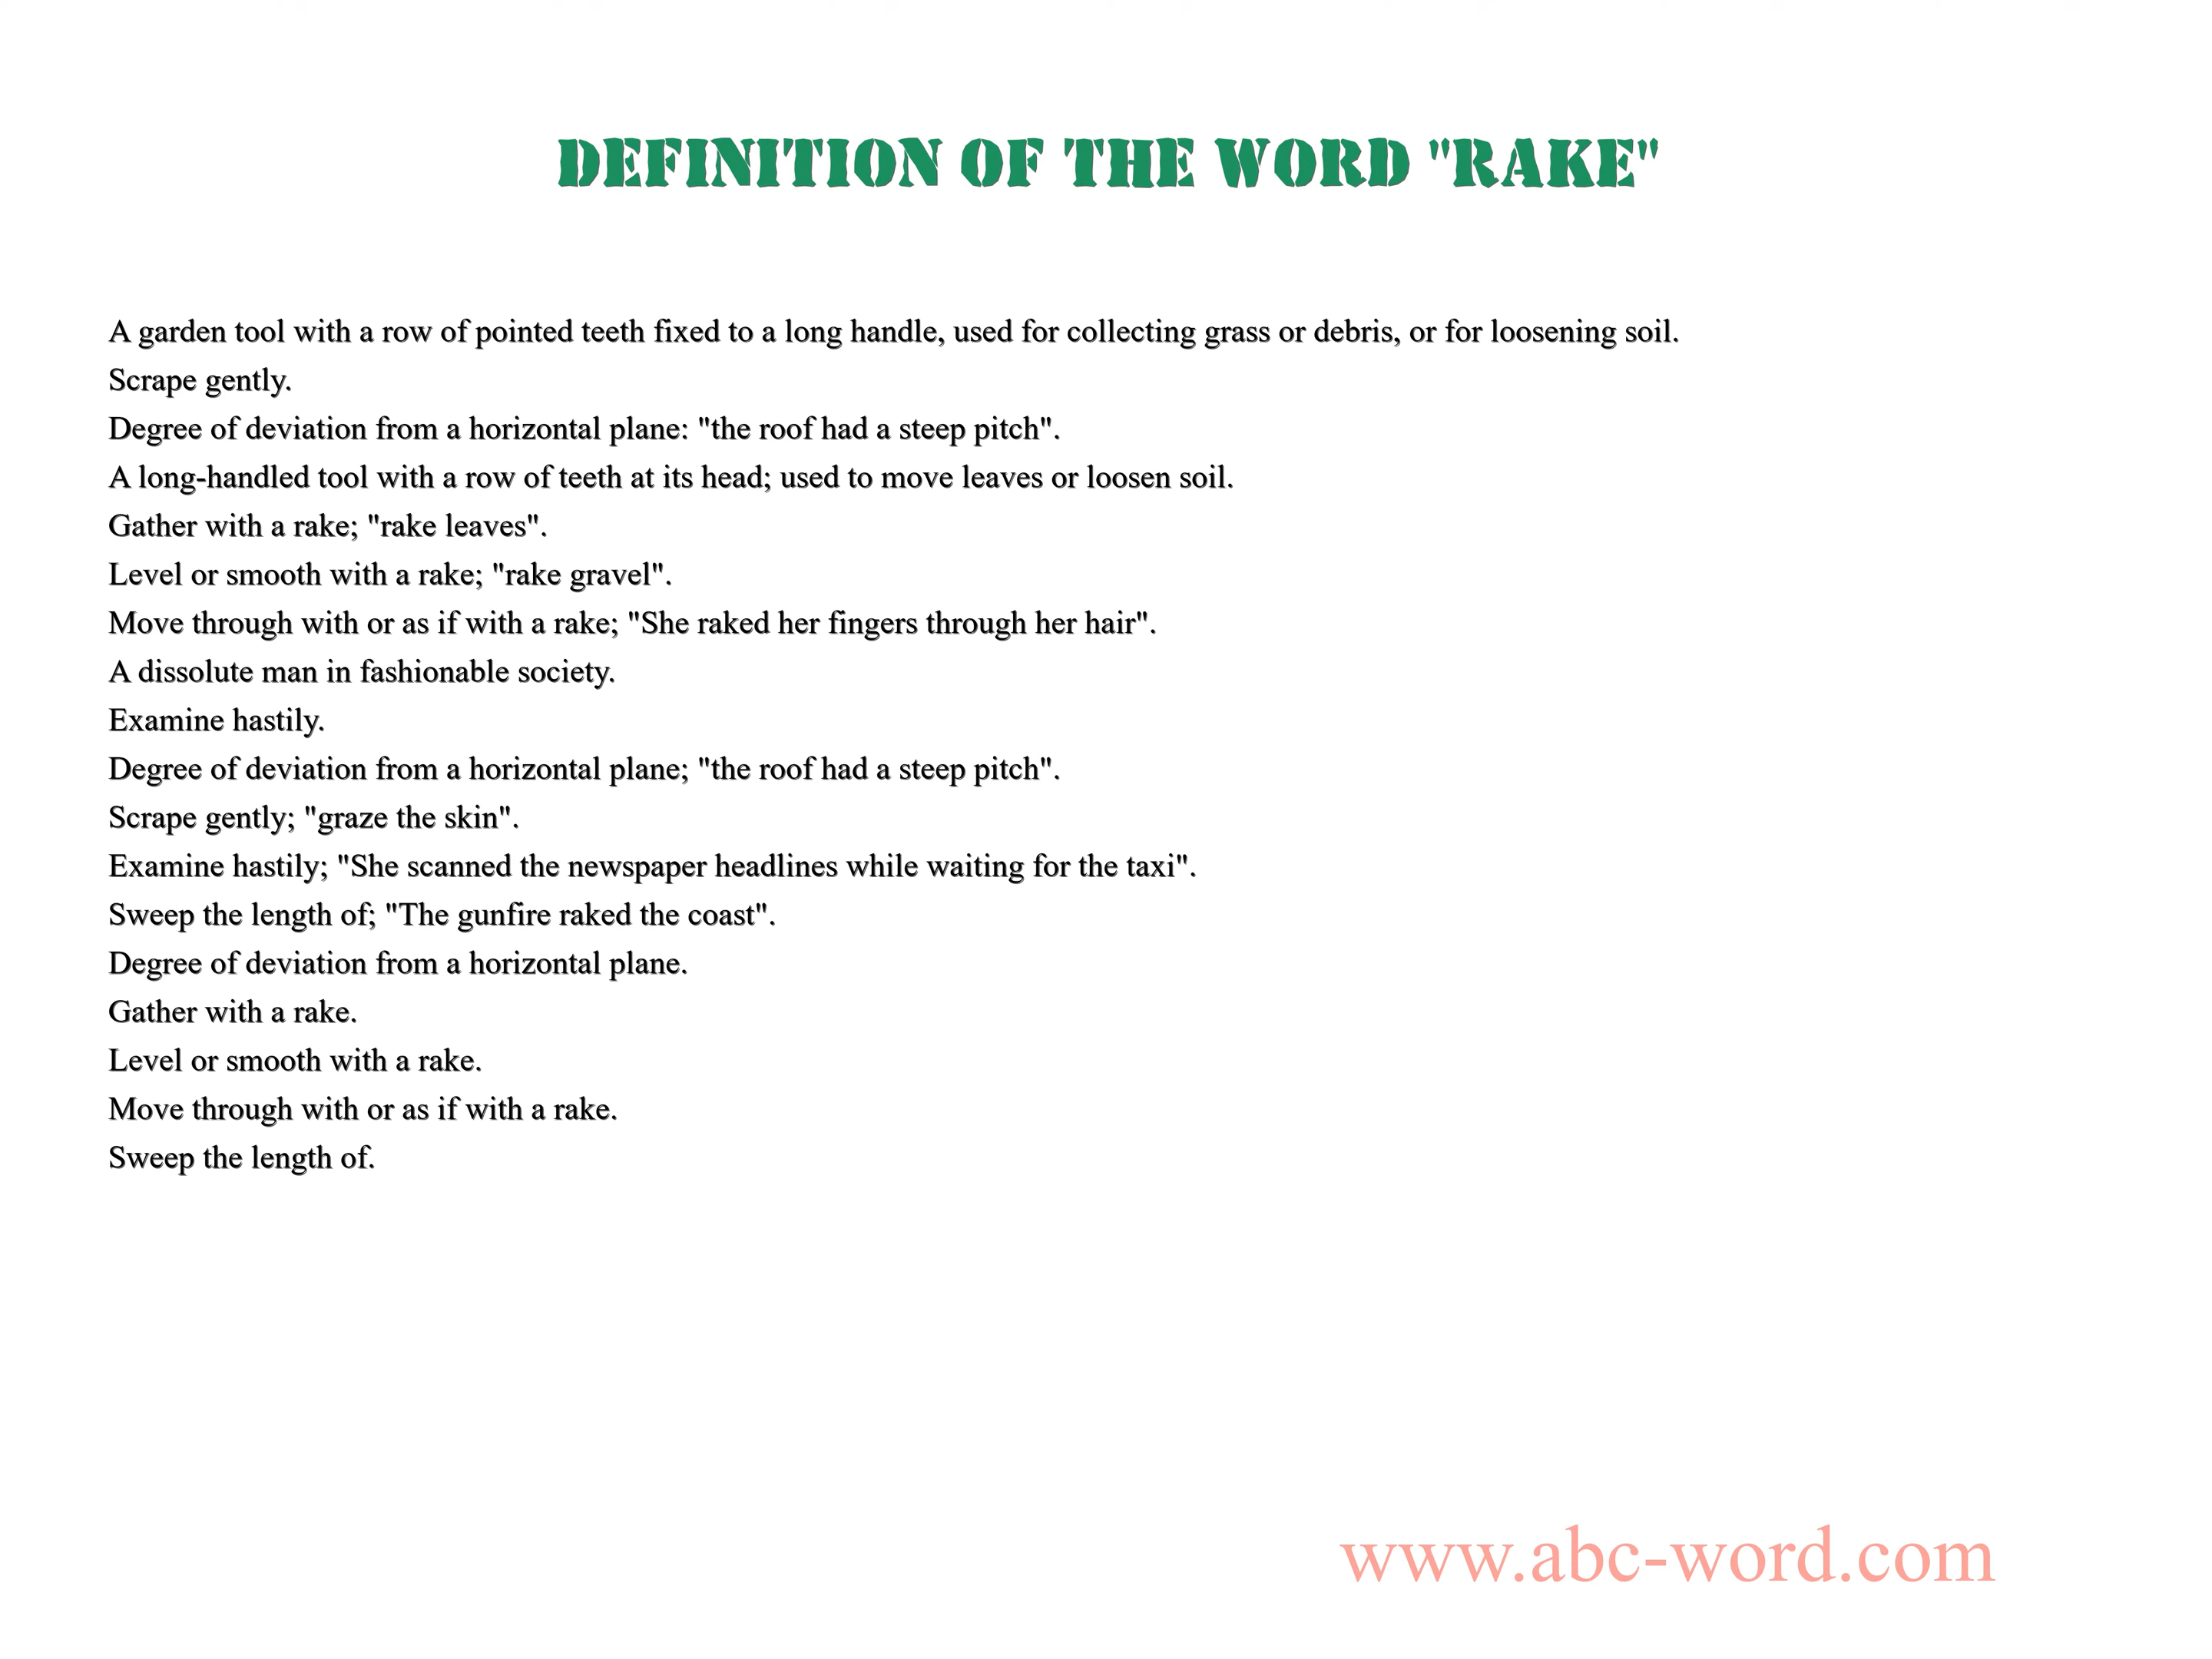 DEFINITION OF THE WORD "RAKE"
A garden tool with a row of pointed teeth fixed to a long handle, used for collecting grass or debris, or for loosening soil.
Scrape gently.
Degree of deviation from a horizontal plane: "the roof had a steep pitch".
A long-handled tool with a row of teeth at its head; used to move leaves or loosen soil.
Gather with a rake; "rake leaves".
Level or smooth with a rake; "rake gravel".
Move through with or as if with a rake; "She raked her fingers through her hair".
A dissolute man in fashionable society.
Examine hastily.
Degree of deviation from a horizontal plane; "the roof had a steep pitch".
Scrape gently; "graze the skin".
Examine hastily; "She scanned the newspaper headlines while waiting for the taxi".
Sweep the length of; "The gunfire raked the coast".
Degree of deviation from a horizontal plane.
Gather with a rake.
Level or smooth with a rake.
Move through with or as if with a rake.
Sweep the length of.
www.abc-word.com